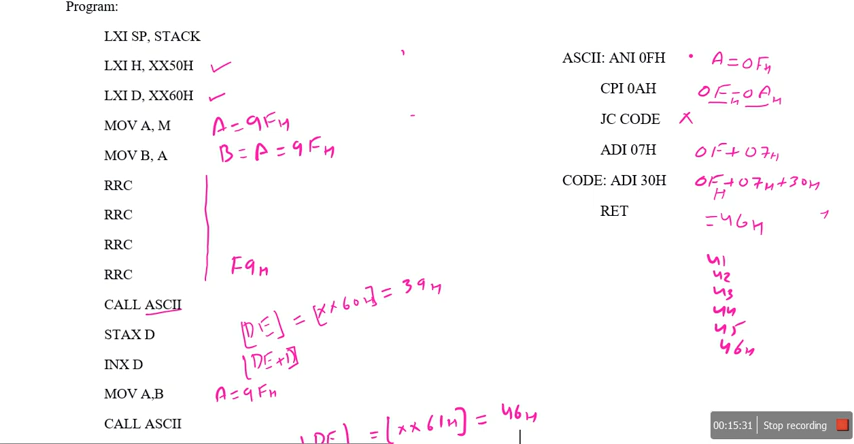 Program:
LXI SP, STACK
LXI H, XX50H ✓
LXI D, XX60H ✓
MOV A, M A = 9FH
MOV B, A B = A = 9FH
RRC
RRC
RRC
RRC F9H
CALL ASCII
STAX D [DE] = [XX60H] = 39H
INX D [DE+1]
MOV A,B A = 9FH
CALL ASCII
[DE] = [XX61H] = 46H
ASCII: ANI 0FH A = 0FH
CPI 0AH 0FH - 0AH
JC CODE X
ADI 07H 0F + 07H
CODE: ADI 30H 0FH + 07H + 30H
RET = 46H
41
42
43
44
45
46H
00:15:31 Stop recording